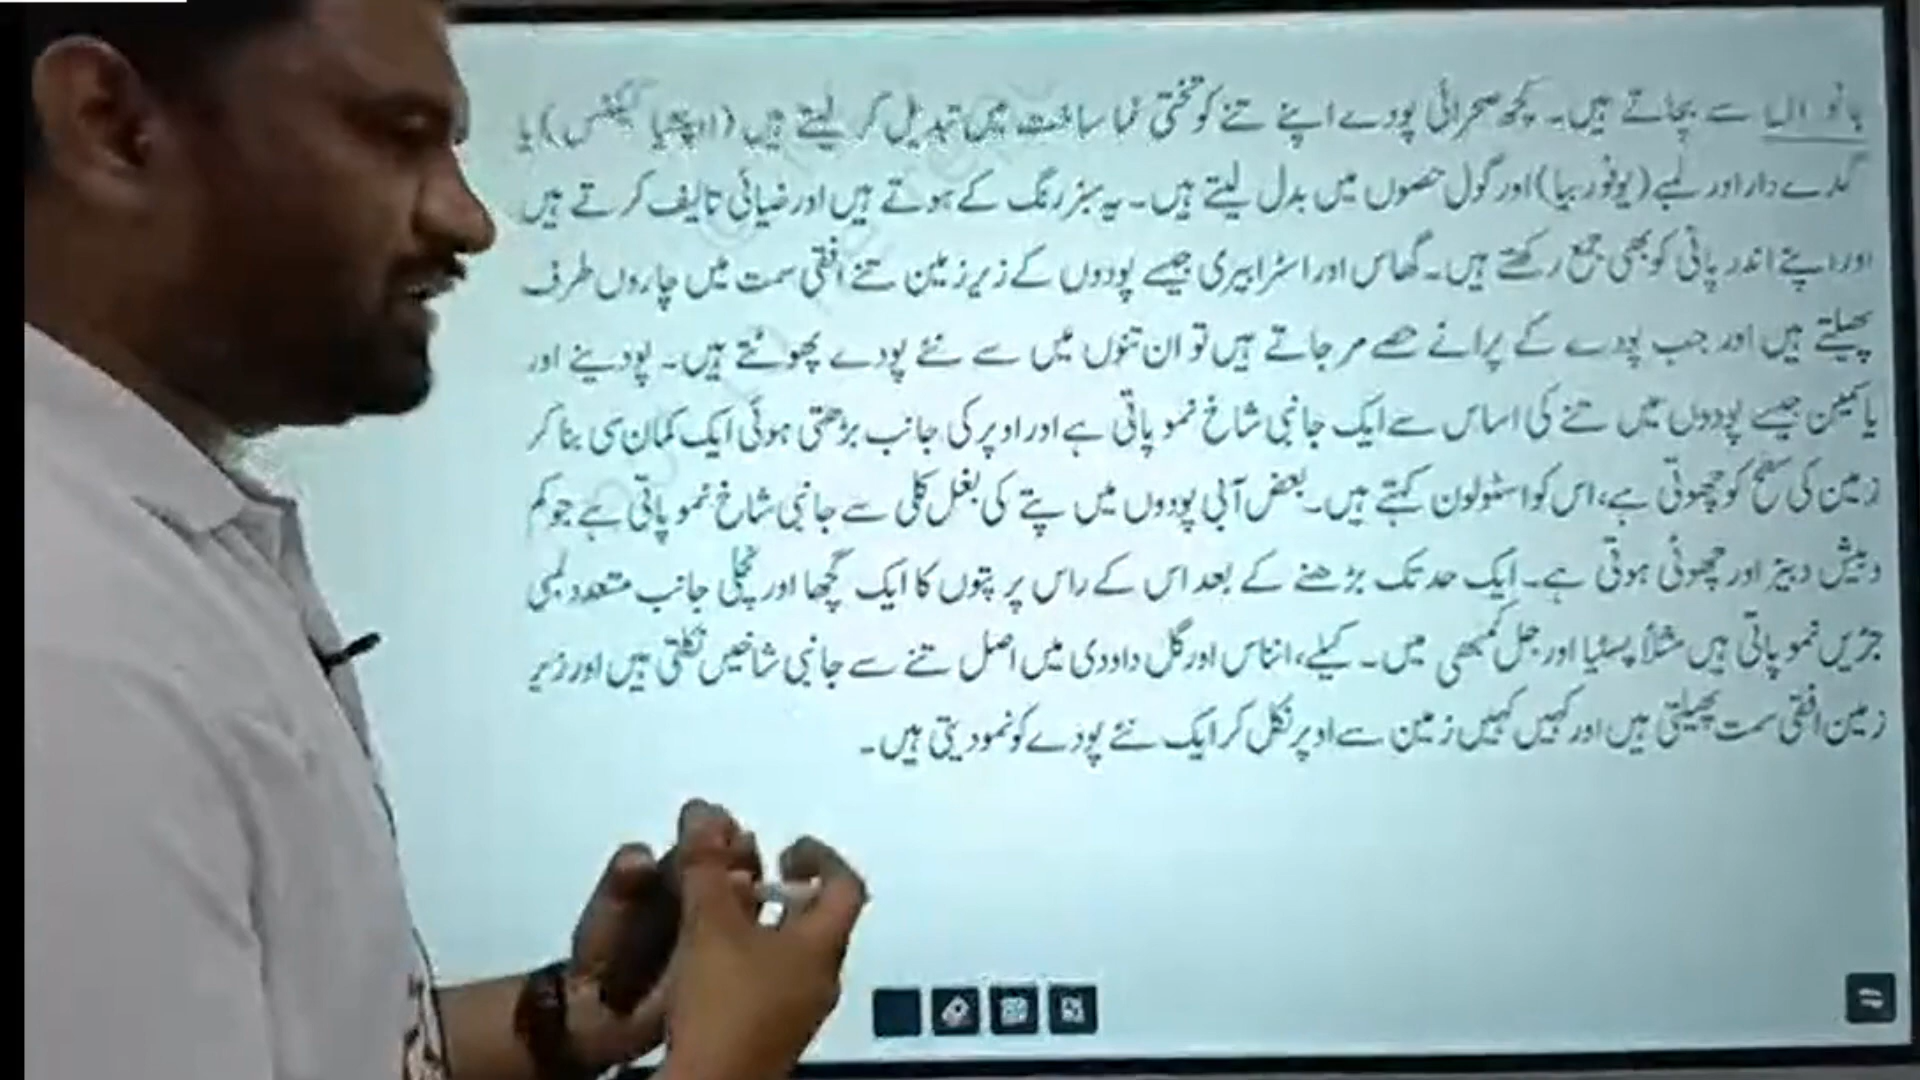 سے بچاتے ہیں۔ کچھ صحرائی پودے اپنے تنے کو تختی نما ساخت میں تبدیل کر لیتے ہیں (اوپنٹیا کیکٹس) یا
گدے دار اور لمبے (یوفوربیا) اور گول حصوں میں بدل لیتے ہیں۔ یہ سبز رنگ کے ہوتے ہیں اور ضیائی تالیف کرتے ہیں
اور اپنے اندر پانی کو بھی جمع رکھتے ہیں۔ گھاس اور اسٹرابیری جیسے پودوں کے زیر زمین تنے افقی سمت میں چاروں طرف
پھیلتے ہیں اور جب پودے کے پرانے حصے مر جاتے ہیں تو ان تنوں میں سے نئے پودے پھوٹتے ہیں۔ پودینے اور
یاسمین جیسے پودوں میں تنے کی اساس سے ایک جانبی شاخ نمو پاتی ہے اور اوپر کی جانب بڑھتی ہوئی ایک کمان سی بنا کر
زمین کی سطح کو چھوتی ہے، اس کو اسٹولون کہتے ہیں۔ بعض آبی پودوں میں پتے کی بغل کلی سے جانبی شاخ نمو پاتی ہے جو کم
وبیش دبیز اور چھوٹی ہوتی ہے۔ ایک حد تک بڑھنے کے بعد اس کے راس پر پتوں کا ایک گچھا اور نچلی جانب متعدد لمبی
جڑیں نمو پاتی ہیں مثلاً پسٹیا اور جل کمبھی میں۔ کیلے، انناس اور گل داودی میں اصل تنے سے جانبی شاخیں نکلتی ہیں اور زیر
زمین افقی سمت پھیلتی ہیں اور کہیں کہیں زمین سے اوپر نکل کر ایک نئے پودے کو نمو دیتی ہیں۔